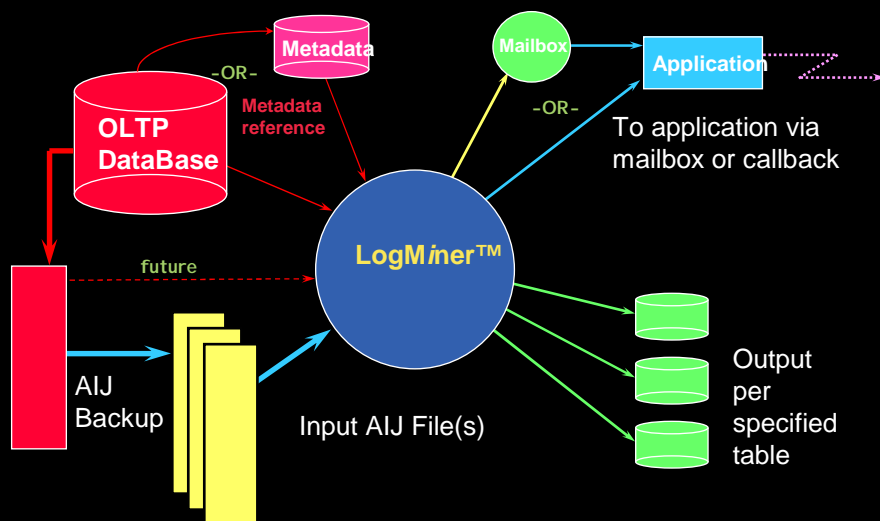 Metadata
-OR-
Metadata
reference
OLTP
DataBase
Mailbox
Application
-OR-
To application via
mailbox or callback
LogMiner™
future
AIJ
Backup
Input AIJ File(s)
Output
per
specified
table